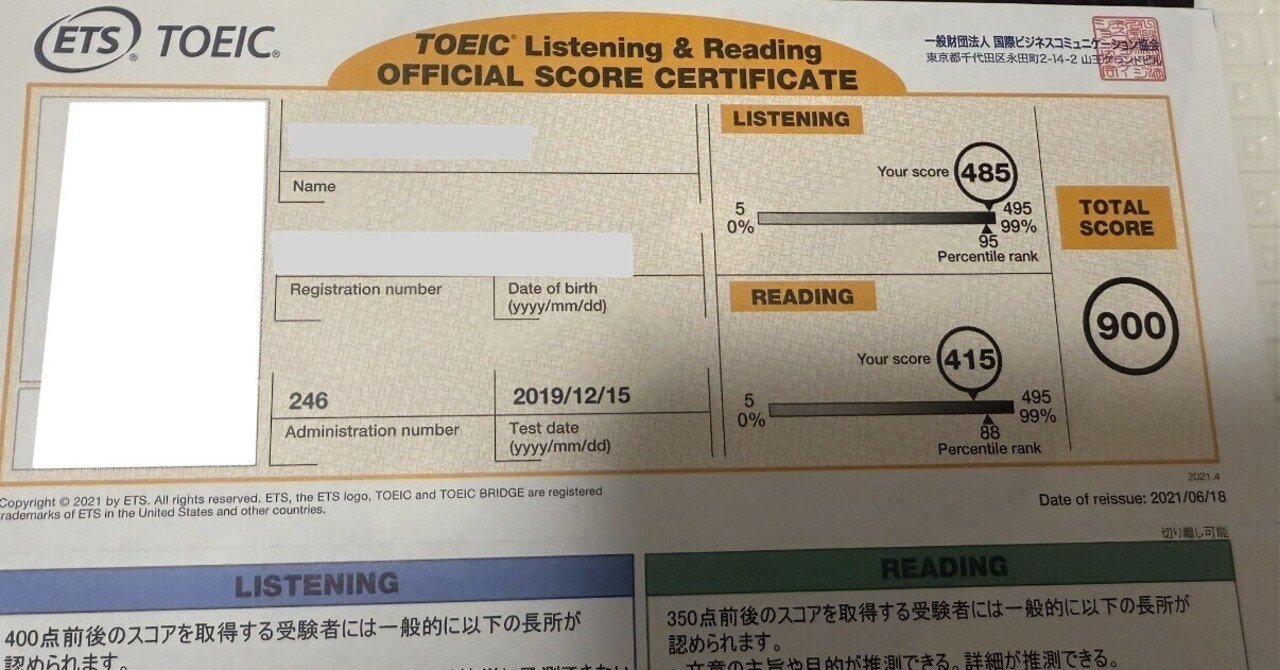 ETS® TOEIC®
TOEIC® Listening & Reading
OFFICIAL SCORE CERTIFICATE
一般財団法人 国際ビジネスコミュニケーション協会
東京都千代田区永田町2-14-2 山王グランドビル
Name
Registration number
Date of birth
(yyyy/mm/dd)
246
Administration number
2019/12/15
Test date
(yyyy/mm/dd)
LISTENING
Your score 485
5
0%
495
99%
95
Percentile rank
READING
Your score 415
5
0%
495
99%
88
Percentile rank
TOTAL
SCORE
900
2021.4
Copyright © 2021 by ETS. All rights reserved. ETS, the ETS logo, TOEIC and TOEIC BRIDGE are registered
rademarks of ETS in the United States and other countries.
Date of reissue: 2021/06/18
切り離し可能
LISTENING
400点前後のスコアを取得する受験者には一般的に以下の長所が
認められます。
READING
350点前後のスコアを取得する受験者には一般的に以下の長所が
認められます。
文章の主旨や目的が推測できる。詳細が推測できる。